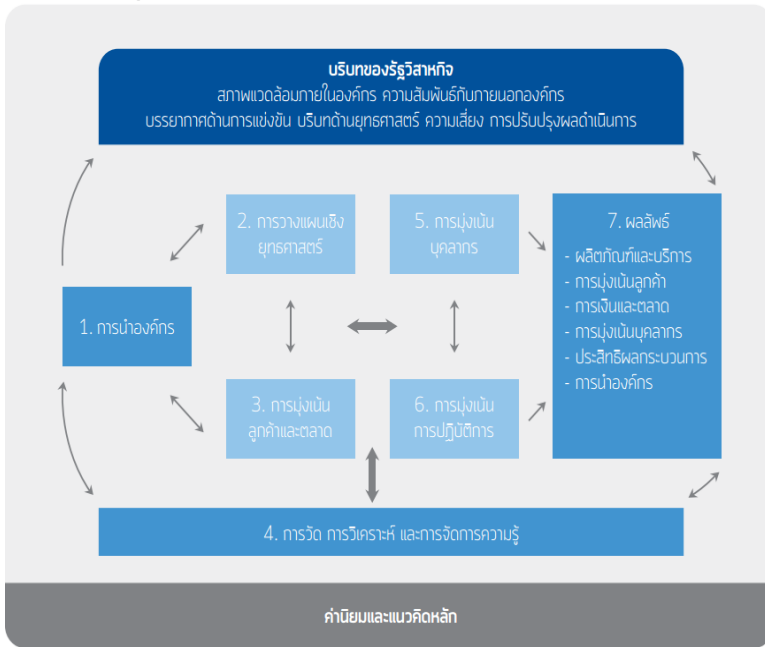 บริบทของรัฐวิสาหกิจ
สภาพแวดล้อมภายในองค์กร ความสัมพันธ์กับภายนอกองค์กร
บรรยากาศด้านการแข่งขัน บริบทด้านยุทธศาสตร์ ความเสี่ยง การปรับปรุงผลดำเนินการ
2. การวางแผนเชิง
ยุทธศาสตร์
5. การมุ่งเน้น
บุคลากร
7. ผลลัพธ์
- ผลิตภัณฑ์และบริการ
- การมุ่งเน้นลูกค้า
- การเงินและตลาด
- การมุ่งเน้นบุคลากร
- ประสิทธิผลกระบวนการ
- การนำองค์กร
1. การนำองค์กร
3. การมุ่งเน้น
ลูกค้าและตลาด
6. การมุ่งเน้น
การปฏิบัติการ
4. การวัด การวิเคราะห์ และการจัดการความรู้
ค่านิยมและแนวคิดหลัก